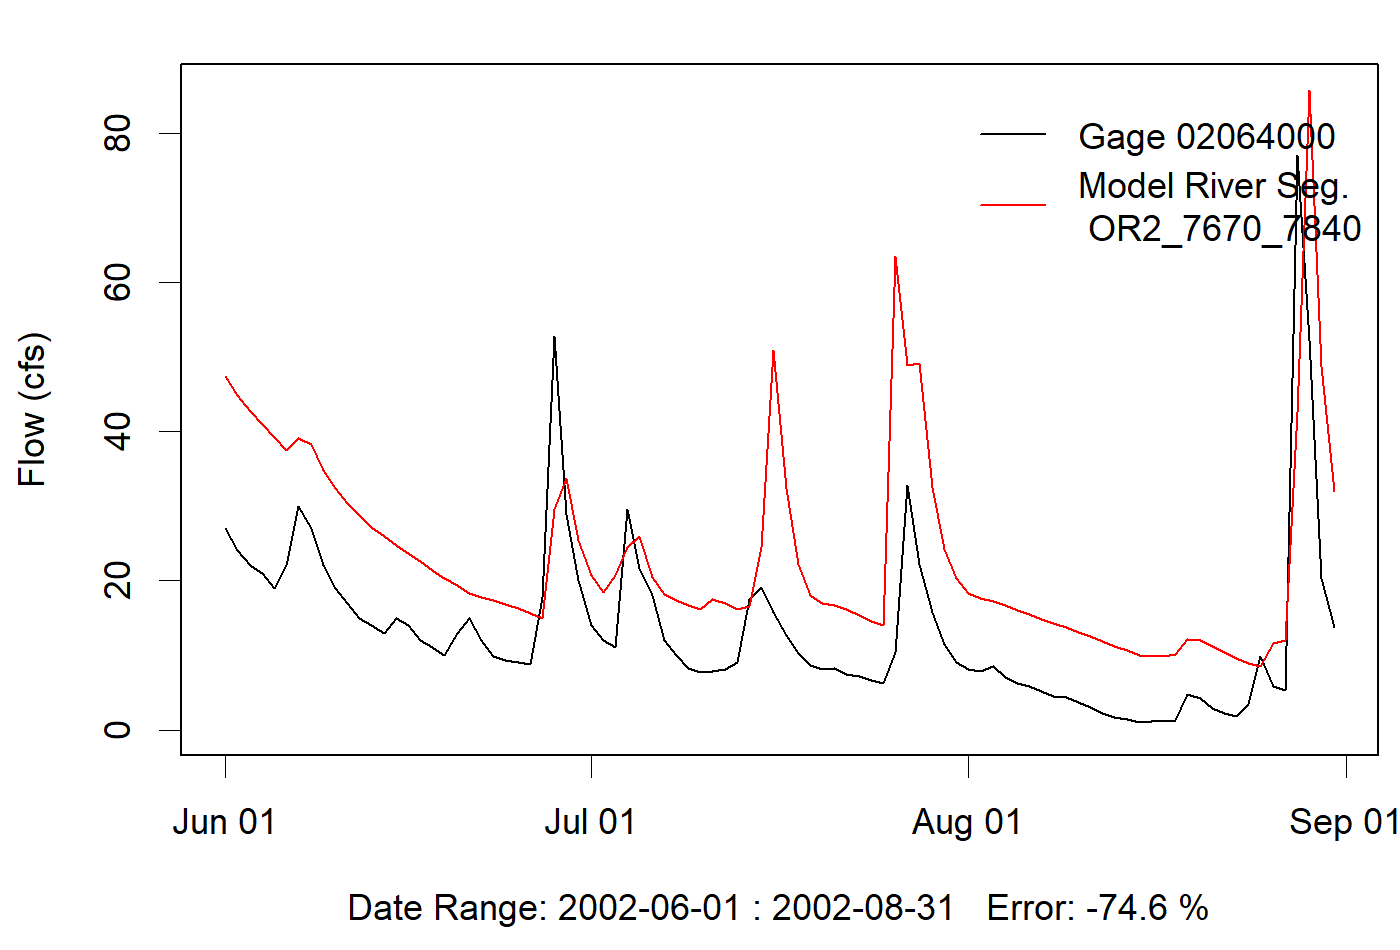 Gage 02064000
Model River Seg.
OR2_7670_7840
Flow (cfs)
80
60
40
20
0
Jun 01 Jul 01 Aug 01 Sep 01
Date Range: 2002-06-01 : 2002-08-31 Error: -74.6 %